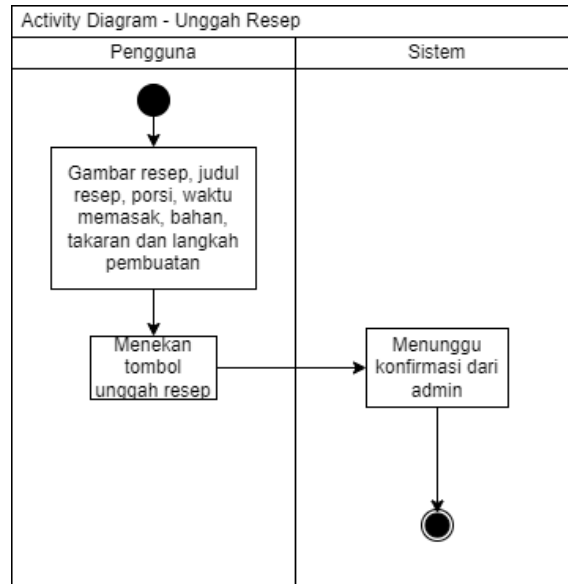 Activity Diagram - Unggah Resep
Pengguna
Sistem
Gambar resep, judul
resep, porsi, waktu
memasak, bahan,
takaran dan langkah
pembuatan
Menekan
tombol
unggah resep
Menunggu
konfirmasi dari
admin